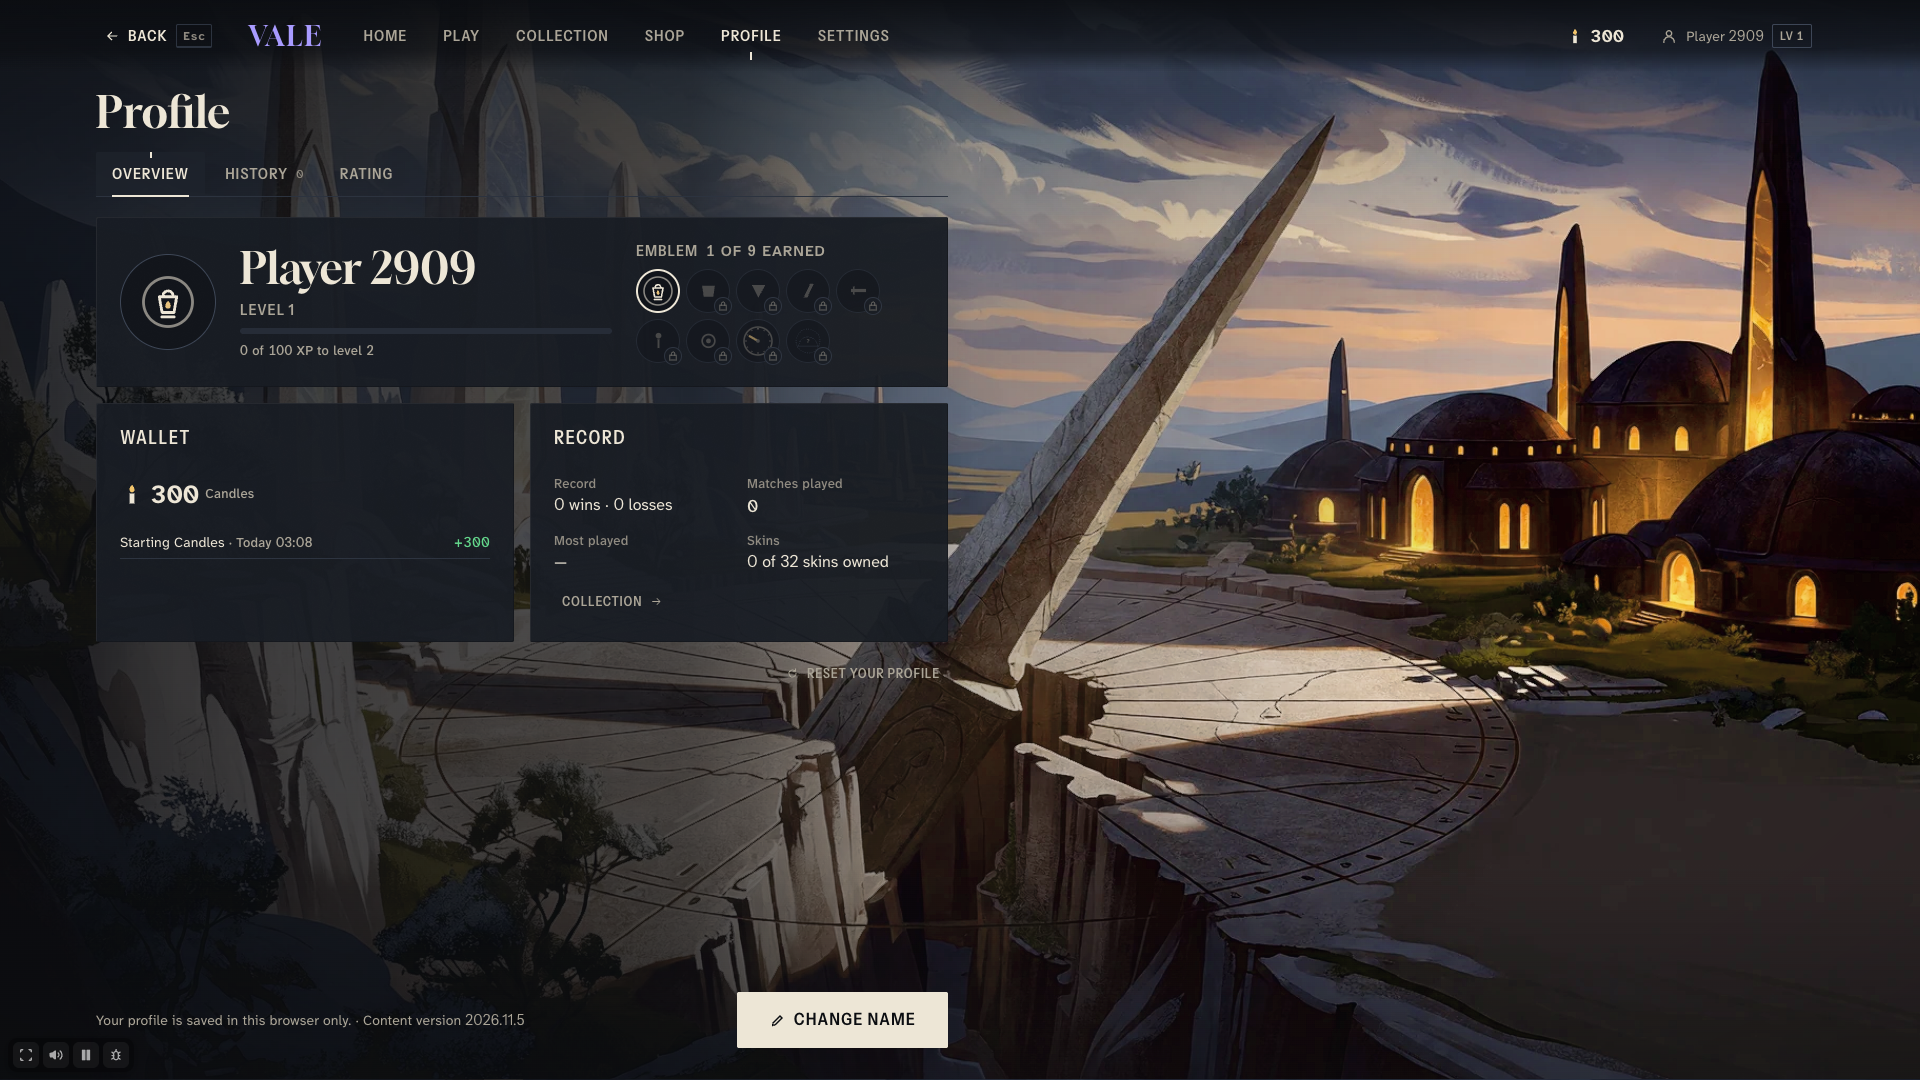 BACK Esc VALE HOME PLAY COLLECTION SHOP PROFILE SETTINGS 300 Player 2909 LV 1
Profile
OVERVIEW HISTORY 0 RATING
Player 2909
LEVEL 1
0 of 100 XP to level 2
EMBLEM 1 OF 9 EARNED
WALLET
300 Candles
Starting Candles · Today 03:08 +300
RECORD
Record Matches played
0 wins · 0 losses 0
Most played Skins
— 0 of 32 skins owned
COLLECTION →
RESET YOUR PROFILE
Your profile is saved in this browser only. · Content version 2026.11.5
CHANGE NAME